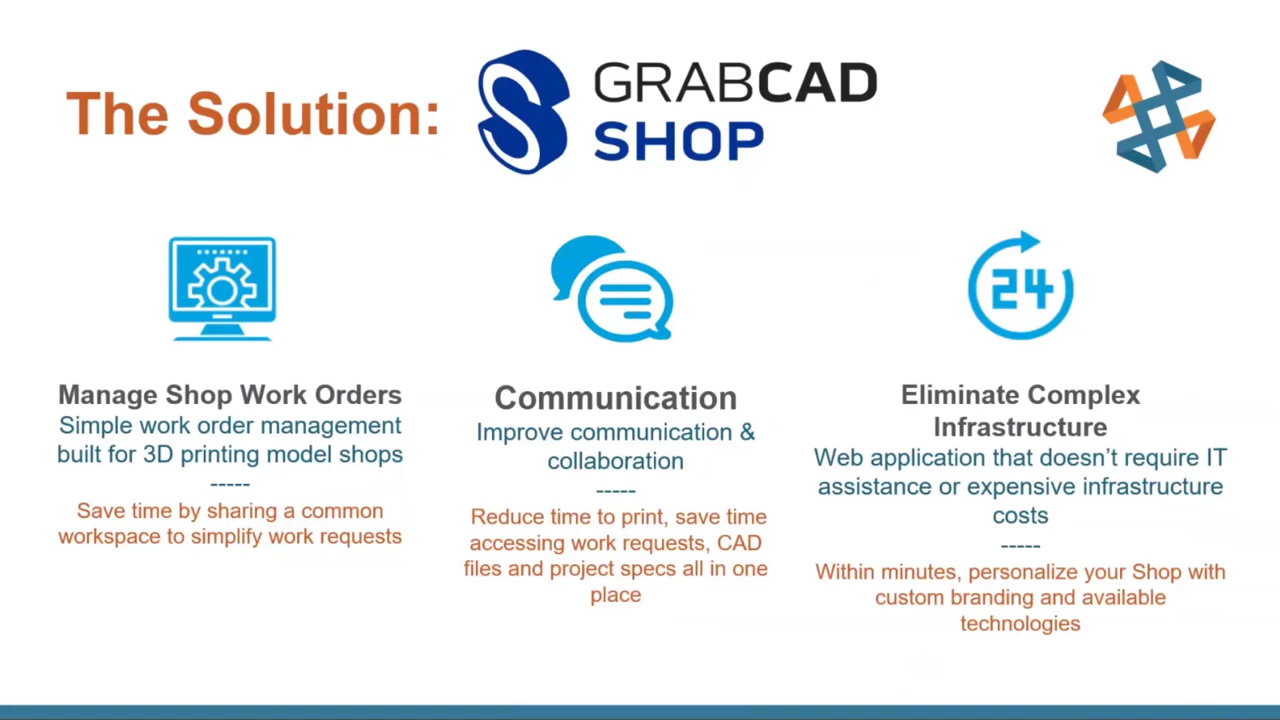 The Solution:
GRABCAD
SHOP
24
Manage Shop Work Orders
Simple work order management
built for 3D printing model shops
-----
Save time by sharing a common
workspace to simplify work requests
Communication
Improve communication &
collaboration
-----
Reduce time to print, save time
accessing work requests, CAD
files and project specs all in one
place
Eliminate Complex
Infrastructure
Web application that doesn’t require IT
assistance or expensive infrastructure
costs
-----
Within minutes, personalize your Shop with
custom branding and available
technologies